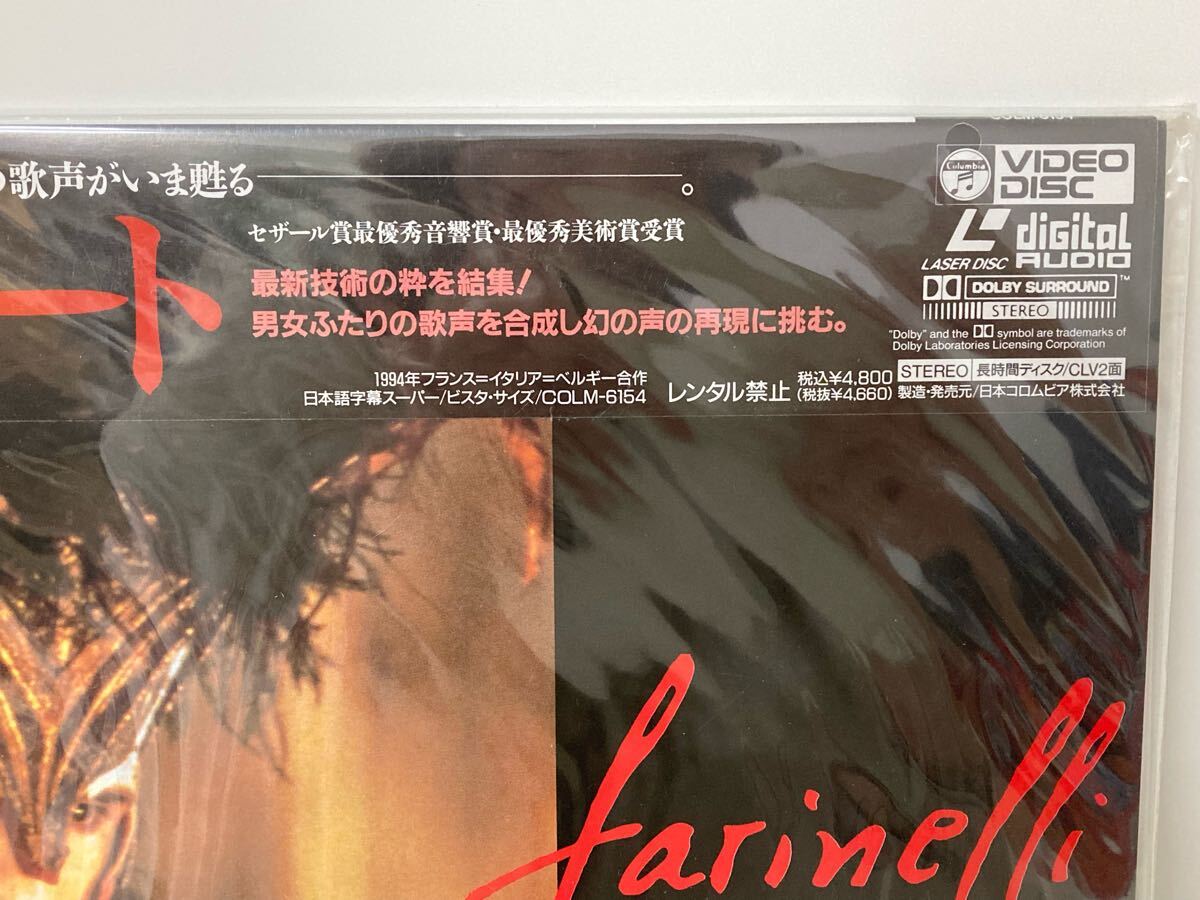 歌声がいま甦る――――。
ート
セザール賞最優秀音響賞・最優秀美術賞受賞
最新技術の粋を結集!
男女ふたりの歌声を合成し幻の声の再現に挑む。
1994年フランス=イタリア=ベルギー合作
日本語字幕スーパー/ビスタ・サイズ/COLM-6154
レンタル禁止
税込¥4,800
(税抜¥4,660)
STEREO 長時間ディスク/CLV2面
製造・発売元/日本コロムビア株式会社
Columbia
VIDEO
DISC
LASER DISC
digital
AUDIO
DOLBY SURROUND™
STEREO
"Dolby" and the symbol are trademarks of
Dolby Laboratories Licensing Corporation
farinelli